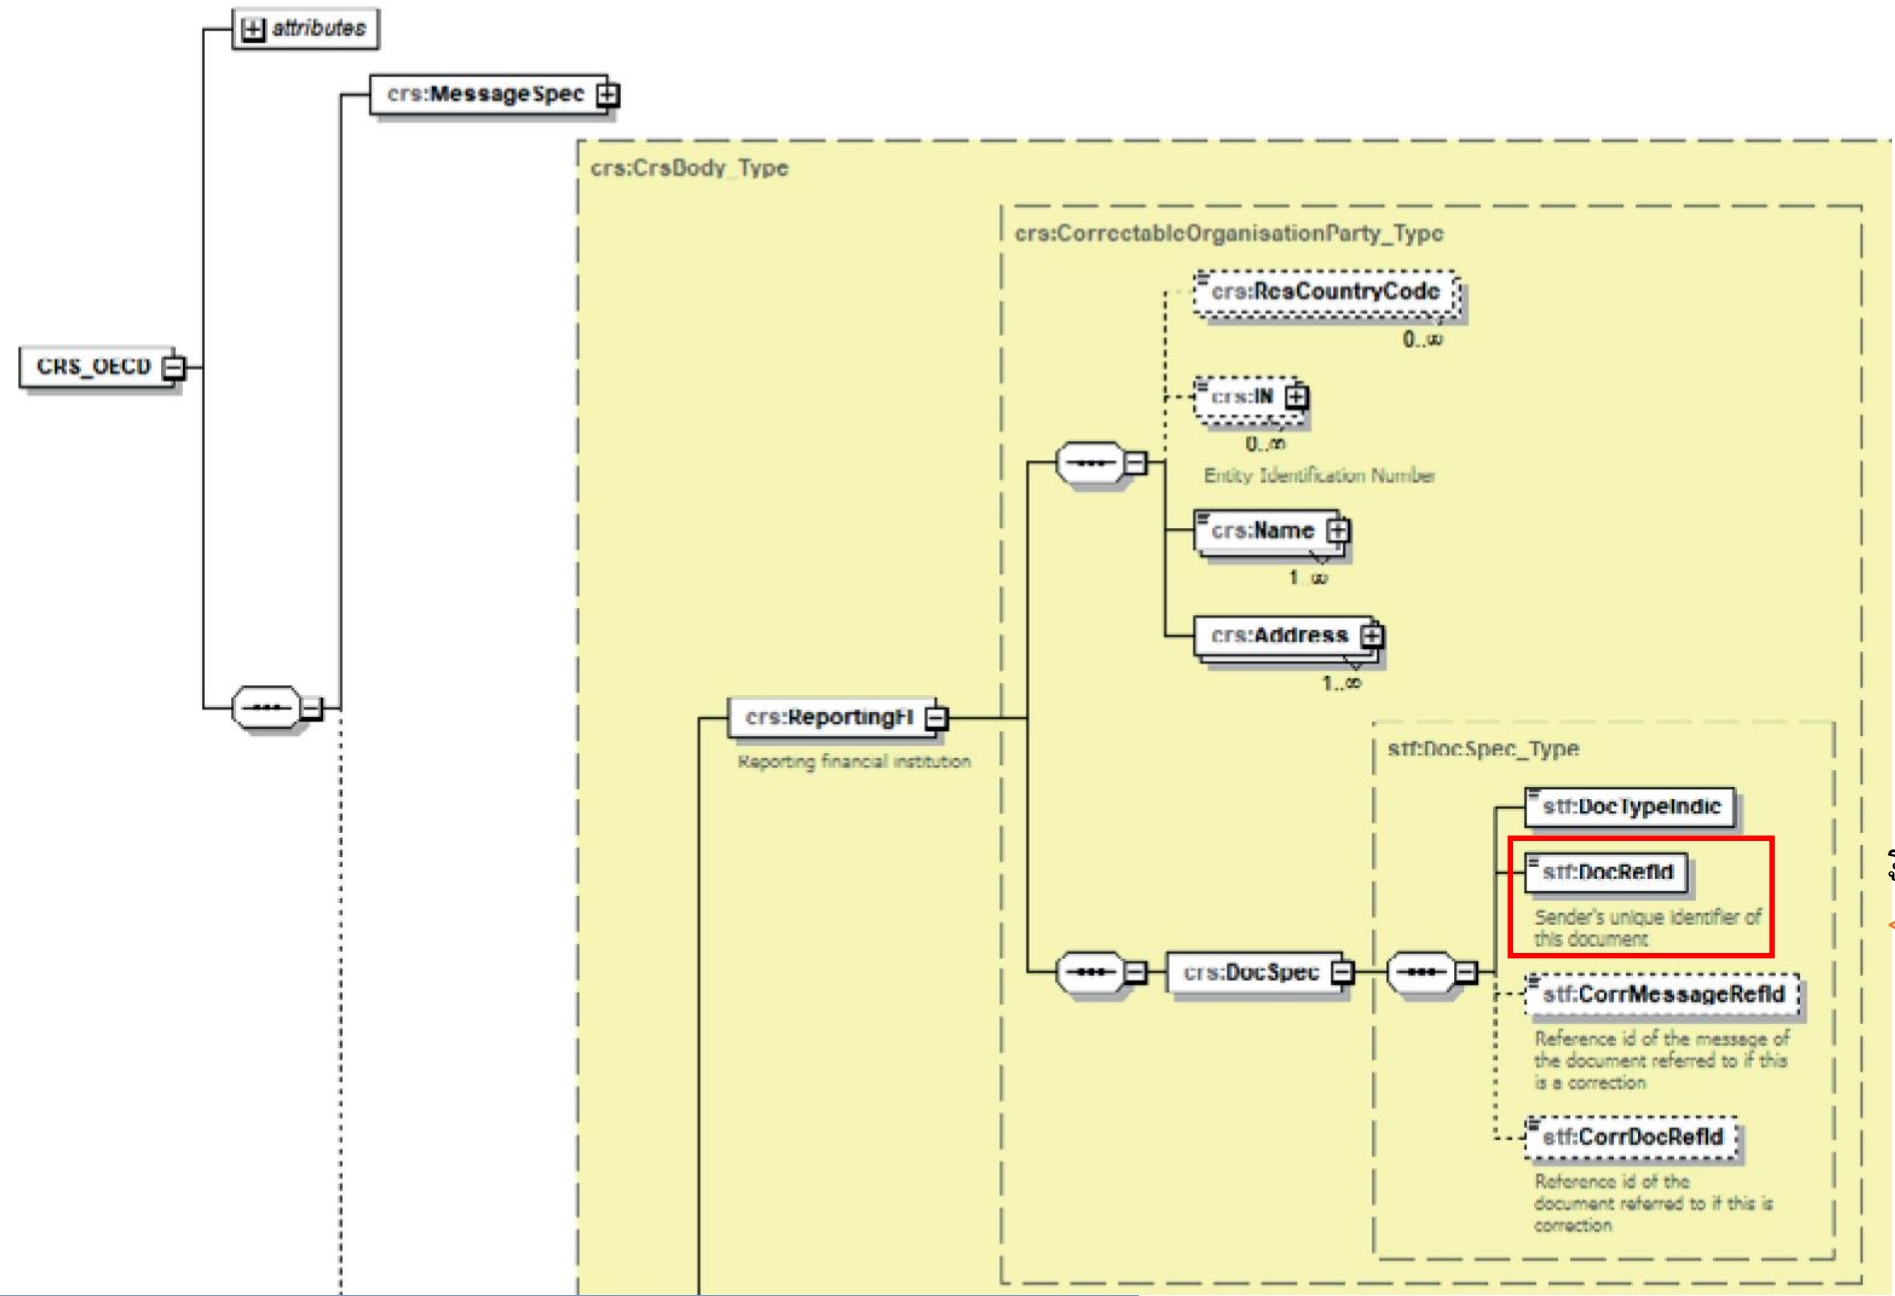 attributes
crs:MessageSpec
crs:CrsBody_Type
crs:CorrectableOrganisationParty_Type
crs:ResCountryCode
0..∞
CRS_OECD
crs:IN
0..∞
Entity Identification Number
crs:Name
1..∞
crs:Address
1..∞
crs:ReportingFI
Reporting financial institution
stf:DocSpec_Type
stf:DocTypeIndic
stf:DocRefId
Sender's unique identifier of
this document
crs:DocSpec
stf:CorrMessageRefId
Reference id of the message of
the document referred to if this
is a correction
stf:CorrDocRefId
Reference id of the
document referred to if this is
correction